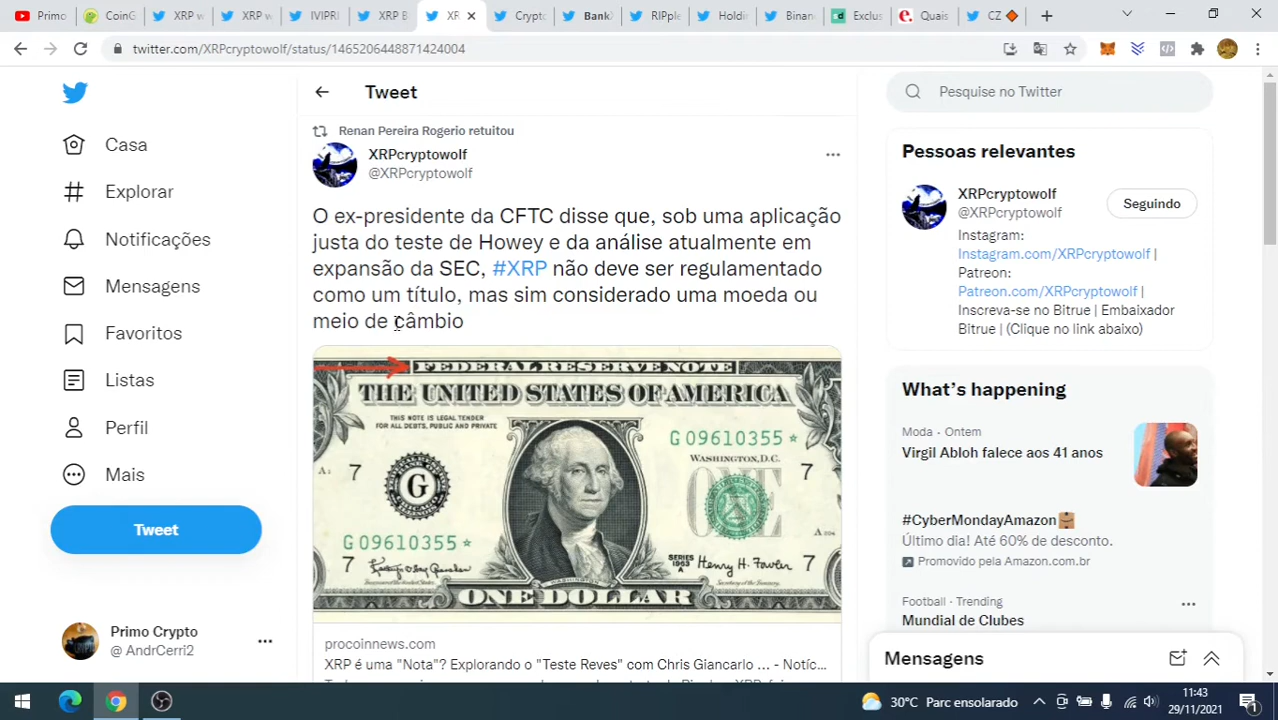 Primo
CoinG
XRP w
XRP w
IVIPRI
XRP B
XR
Crypto
BankX
RIPple
Holdin
Binanc
Exclus
Quais
CZ
twitter.com/XRPcryptowolf/status/1465206448871424004
Casa
Explorar
Notificações
Mensagens
Favoritos
Listas
Perfil
Mais
Tweet
Primo Crypto
@ AndrCerri2
Tweet
Renan Pereira Rogerio retuitou
XRPcryptowolf
@XRPcryptowolf
O ex-presidente da CFTC disse que, sob uma aplicação
justa do teste de Howey e da análise atualmente em
expansão da SEC, #XRP não deve ser regulamentado
como um título, mas sim considerado uma moeda ou
meio de câmbio
FEDERAL RESERVE NOTE
THE UNITED STATES OF AMERICA
THIS NOTE IS LEGAL TENDER
FOR ALL DEBTS, PUBLIC AND PRIVATE
G 09610355 *
WASHINGTON, D.C.
7
7
G
ONE
G 09610355 *
7
SERIES
1963
A
Henry H. Fowler
7
ONE DOLLAR
procoinnews.com
XRP é uma "Nota"? Explorando o "Teste Reves" com Chris Giancarlo ... - Notíc...
Pesquise no Twitter
Pessoas relevantes
XRPcryptowolf
@XRPcryptowolf
Seguindo
Instagram:
Instagram.com/XRPcryptowolf |
Patreon:
Patreon.com/XRPcryptowolf |
Inscreva-se no Bitrue | Embaixador
Bitrue | (Clique no link abaixo)
What's happening
Moda · Ontem
Virgil Abloh falece aos 41 anos
#CyberMondayAmazon
Último dia! Até 60% de desconto.
Promovido pela Amazon.com.br
Football · Trending
Mundial de Clubes
Mensagens
30°C Parc ensolarado
11:43
29/11/2021
1